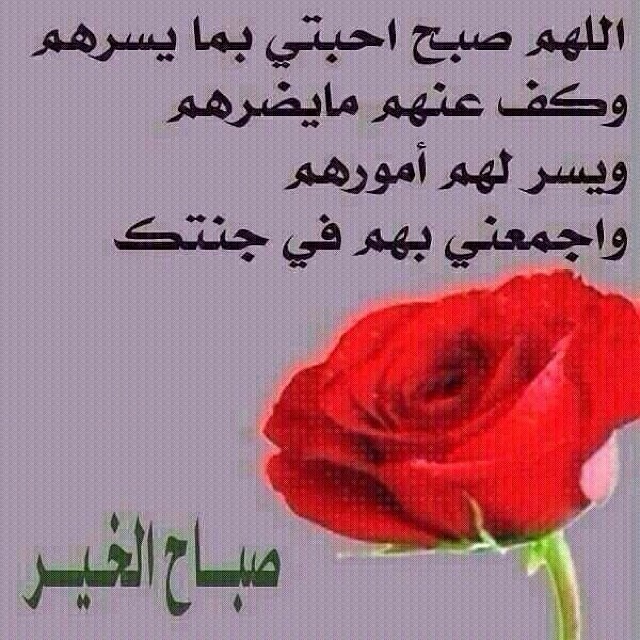 اللهم صبح احبتي بما يسرهم
وكف عنهم مايضرهم
ويسر لهم أمورهم
واجمعني بهم في جنتك
صباح الخير